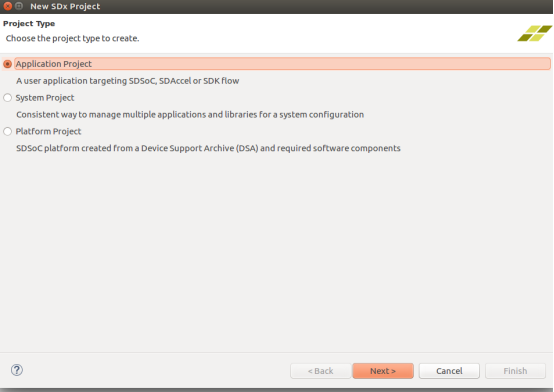 New SDx Project
Project Type
Choose the project type to create.
Application Project
A user application targeting SDSoC, SDAccel or SDK flow
System Project
Consistent way to manage multiple applications and libraries for a system configuration
Platform Project
SDSoC platform created from a Device Support Archive (DSA) and required software components
? < Back Next > Cancel Finish